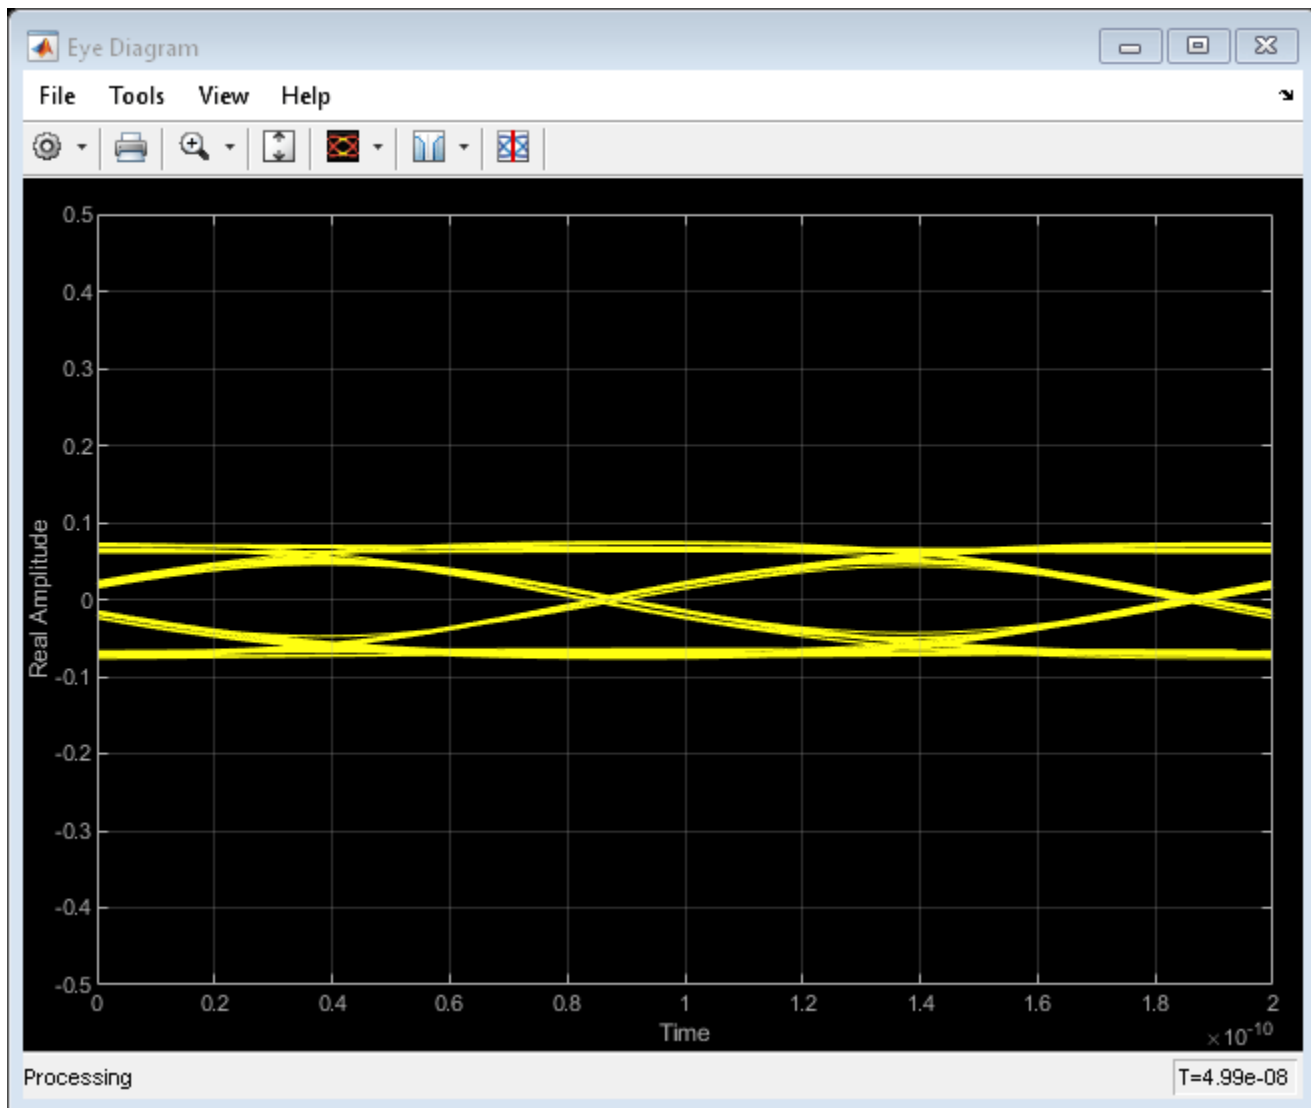 Eye Diagram
File Tools View Help
0.5
0.4
0.3
0.2
0.1
0
-0.1
-0.2
-0.3
-0.4
-0.5
Real Amplitude
0 0.2 0.4 0.6 0.8 1 1.2 1.4 1.6 1.8 2
Time
×10⁻¹⁰
Processing T=4.99e-08